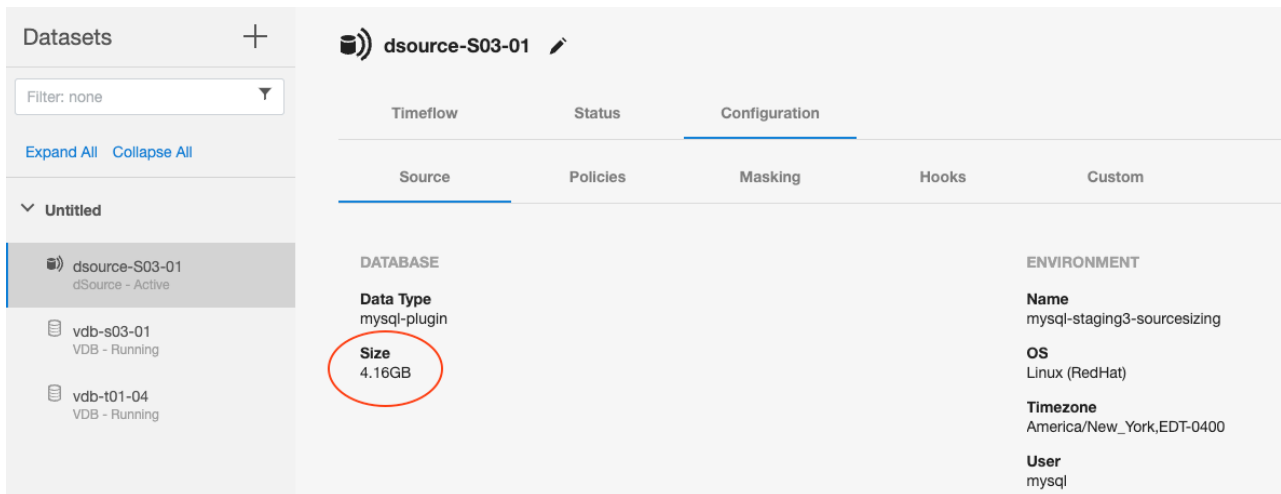 Datasets
Filter: none
Expand All Collapse All
Untitled
dsource-S03-01
dSource - Active
vdb-s03-01
VDB - Running
vdb-t01-04
VDB - Running
dsource-S03-01
Timeflow Status Configuration
Source Policies Masking Hooks Custom
DATABASE
Data Type
mysql-plugin
Size
4.16GB
ENVIRONMENT
Name
mysql-staging3-sourcesizing
OS
Linux (RedHat)
Timezone
America/New_York,EDT-0400
User
mysql